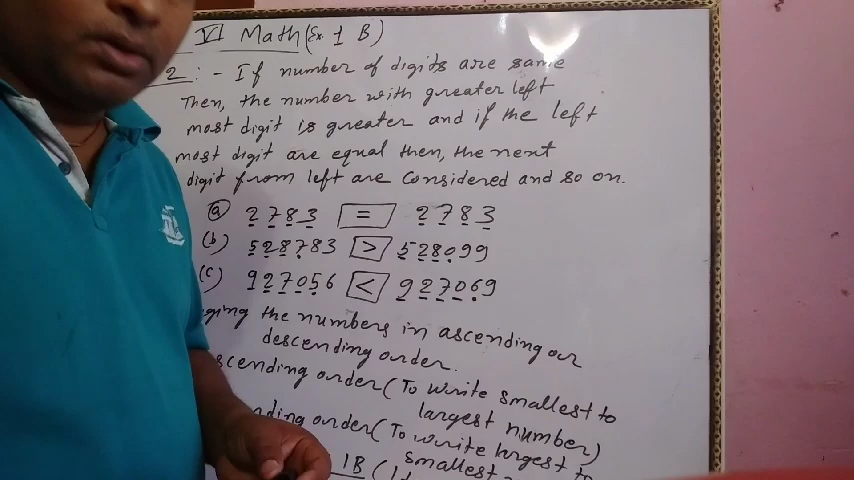 VI Math (Ex 1 B)
2 : - If number of digits are same
Then, the number with greater left
most digit is greater and if the left
most digit are equal then, the next
digit from left are considered and so on.
(a) 2783 = 2783
(b) 528783 > 528099
(c) 927056 < 927069
ging the numbers in ascending or
descending order.
scending order (To write smallest to
largest number)
nding order (To write largest to
smallest
1B